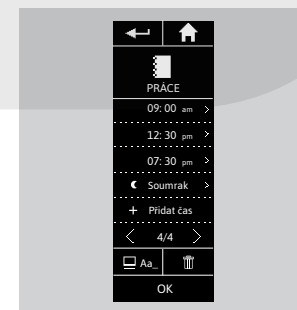 PRÁCE
09:00 am >
12:30 pm >
07:30 pm >
Soumrak >
+ Přidat čas
< 4/4 >
Aa_
OK